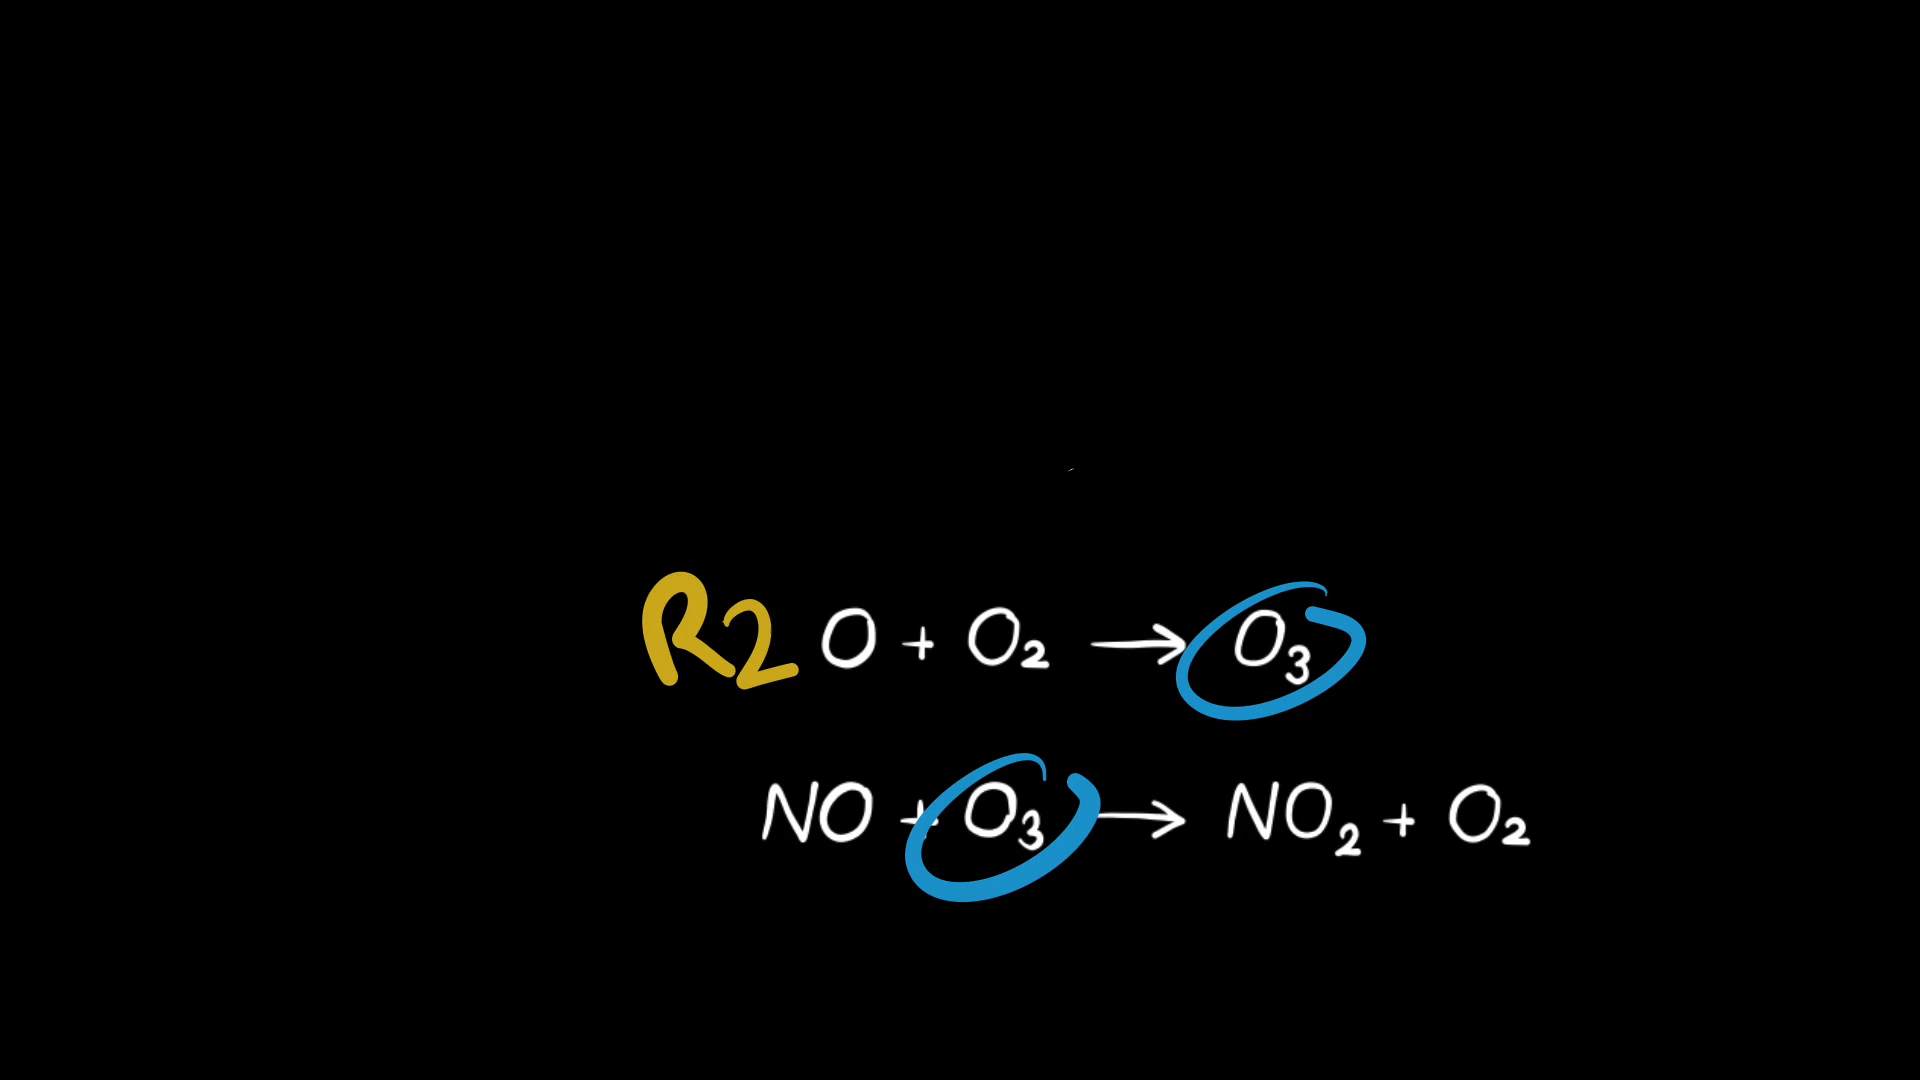 R2 O + O₂ → O₃
NO + O₃ → NO₂ + O₂